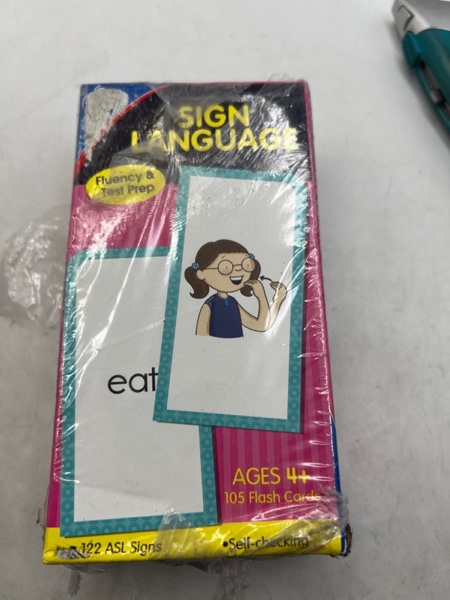 SIGN
LANGUAGE
Fluency &
Test Prep
eat
AGES 4+
105 Flash Cards
122 ASL Signs
•Self-checking